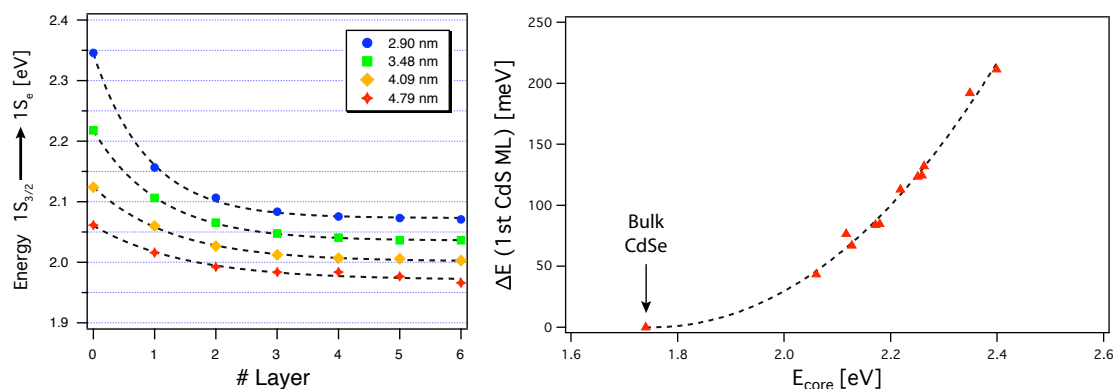 2.4
2.3
2.2
2.1
2.0
1.9
Energy 1S3/2 ⟶ 1Se [eV]
0 1 2 3 4 5 6
# Layer
2.90 nm
3.48 nm
4.09 nm
4.79 nm
250
200
150
100
50
0
ΔE (1st CdS ML) [meV]
Bulk
CdSe
1.6 1.8 2.0 2.2 2.4 2.6
Ecore [eV]